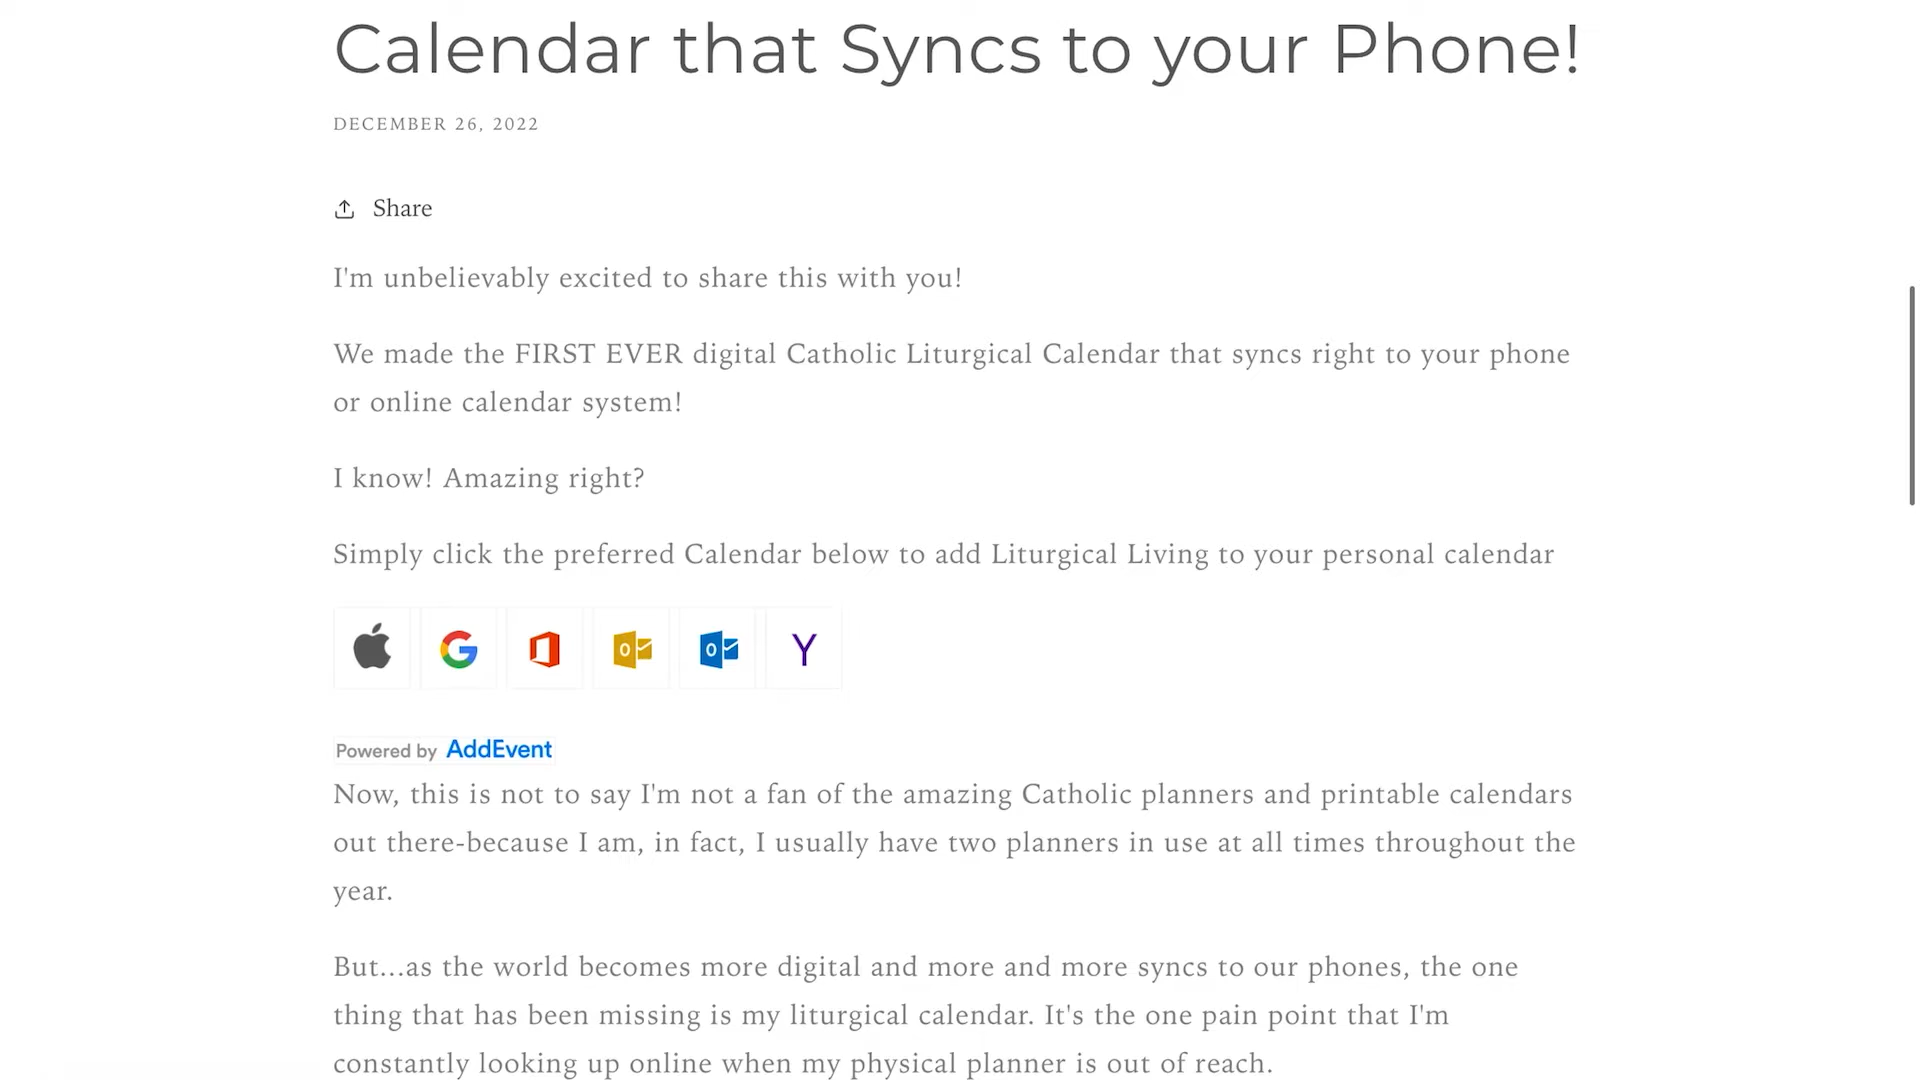 Calendar that Syncs to your Phone!
DECEMBER 26, 2022
Share
I'm unbelievably excited to share this with you!
We made the FIRST EVER digital Catholic Liturgical Calendar that syncs right to your phone
or online calendar system!
I know! Amazing right?
Simply click the preferred Calendar below to add Liturgical Living to your personal calendar
Powered by AddEvent
Now, this is not to say I'm not a fan of the amazing Catholic planners and printable calendars
out there-because I am, in fact, I usually have two planners in use at all times throughout the
year.
But...as the world becomes more digital and more and more syncs to our phones, the one
thing that has been missing is my liturgical calendar. It's the one pain point that I'm
constantly looking up online when my physical planner is out of reach.